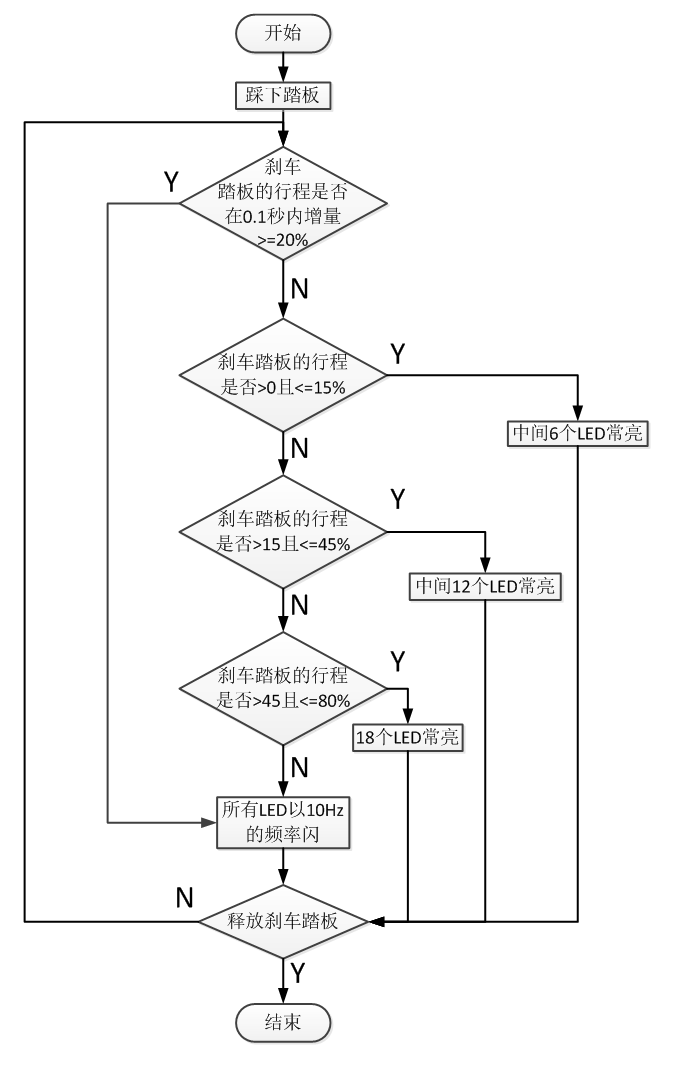 开始
踩下踏板
Y
刹车
踏板的行程是否
在0.1秒内增量
>=20%
N
刹车踏板的行程
是否>0且<=15%
Y
中间6个LED常亮
N
刹车踏板的行程
是否>15且<=45%
Y
中间12个LED常亮
N
刹车踏板的行程
是否>45且<=80%
Y
18个LED常亮
N
所有LED以10Hz
的频率闪
N
释放刹车踏板
Y
结束